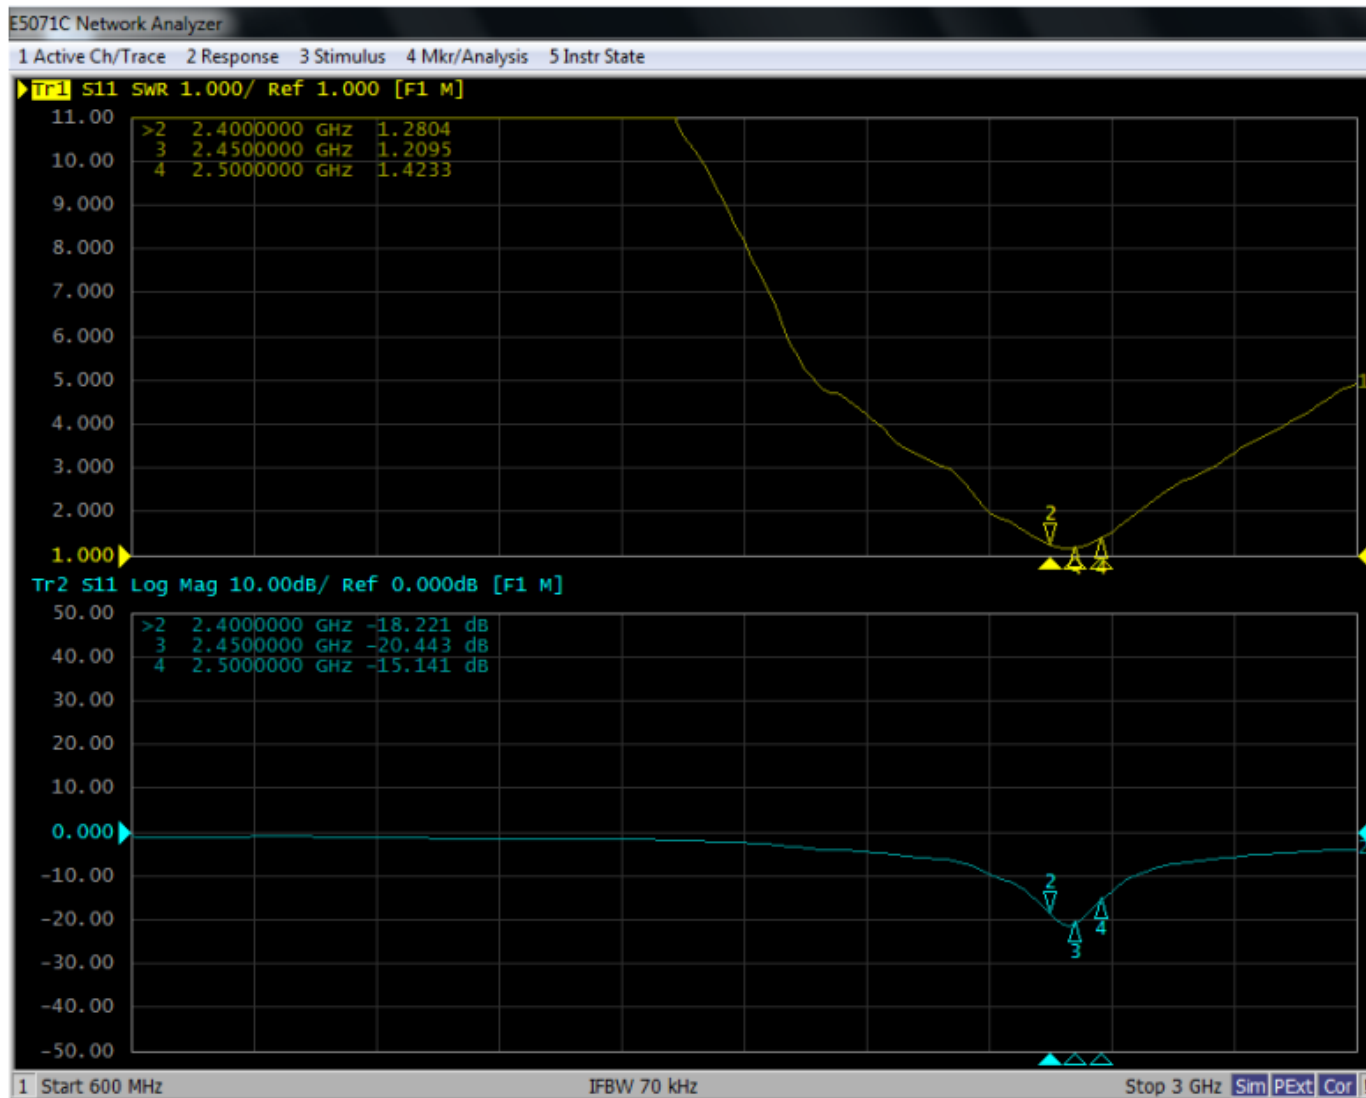 E5071C Network Analyzer
1 Active Ch/Trace 2 Response 3 Stimulus 4 Mkr/Analysis 5 Instr State
Tr1 S11 SWR 1.000/ Ref 1.000 [F1 M]
11.00
>2 2.4000000 GHz 1.2804
3 2.4500000 GHz 1.2095
4 2.5000000 GHz 1.4233
10.00
9.000
8.000
7.000
6.000
5.000
1
4.000
3.000
2.000
2
1.000
4
Tr2 S11 Log Mag 10.00dB/ Ref 0.000dB [F1 M]
50.00
>2 2.4000000 GHz -18.221 dB
3 2.4500000 GHz -20.443 dB
4 2.5000000 GHz -15.141 dB
40.00
30.00
20.00
10.00
0.000
-10.00
2
-20.00
4
3
-30.00
-40.00
-50.00
1 Start 600 MHz IFBW 70 kHz Stop 3 GHz Sim PExt Cor